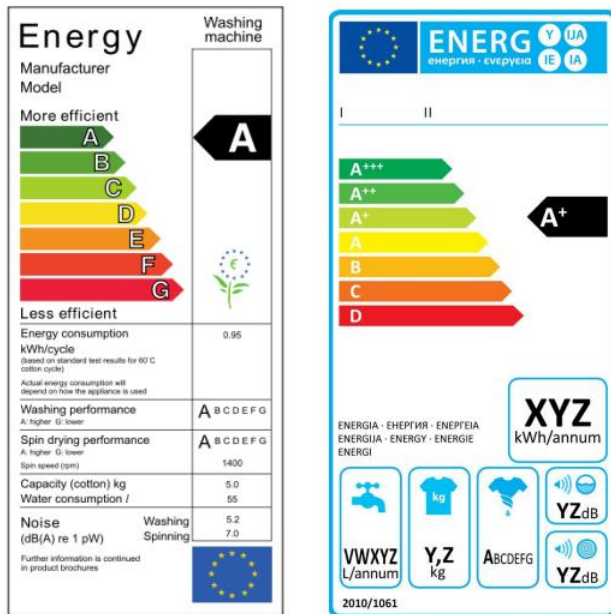 Energy
Washing
machine
Manufacturer
Model
More efficient
A
B
C
D
E
F
G
A
Less efficient
Energy consumption
kWh/cycle
0.95
(based on standard test results for 60°C
cotton cycle)
Actual energy consumption will
depend on how the appliance is used
Washing performance
A: higher G: lower
A B C D E F G
Spin drying performance
A: higher G: lower
A B C D E F G
Spin speed (rpm)
1400
Capacity (cotton) kg
5.0
Water consumption l
55
Noise
(dB(A) re 1 pW)
Washing
5.2
Spinning
7.0
Further information is continued
in product brochures
ENERG
енергия · ενεργεια
Y IJA
IE IA
I II
A+++
A++
A+
A
B
C
D
A+
XYZ
kWh/annum
ENERGIA · ЕНЕРГИЯ · ΕΝΕΡΓΕΙΑ
ENERGIJA · ENERGY · ENERGIE
ENERGI
VWXYZ
L/annum
kg
Y,Z
kg
ABCDEFG
YZdB
YZdB
2010/1061